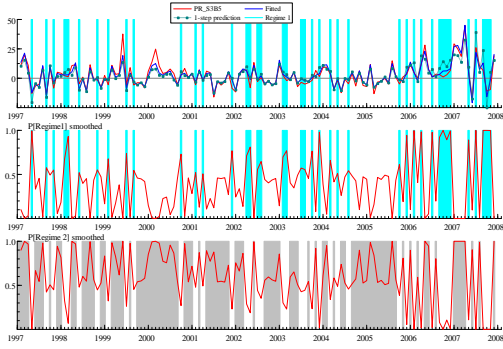 PR_S3B5 Fitted
1-step prediction Regime 1
50
25
0
1997 1998 1999 2000 2001 2002 2003 2004 2005 2006 2007 2008
P[Regime1] smoothed
1.0
0.5
1997 1998 1999 2000 2001 2002 2003 2004 2005 2006 2007 2008
P[Regime 2] smoothed
1.0
0.5
1997 1998 1999 2000 2001 2002 2003 2004 2005 2006 2007 2008